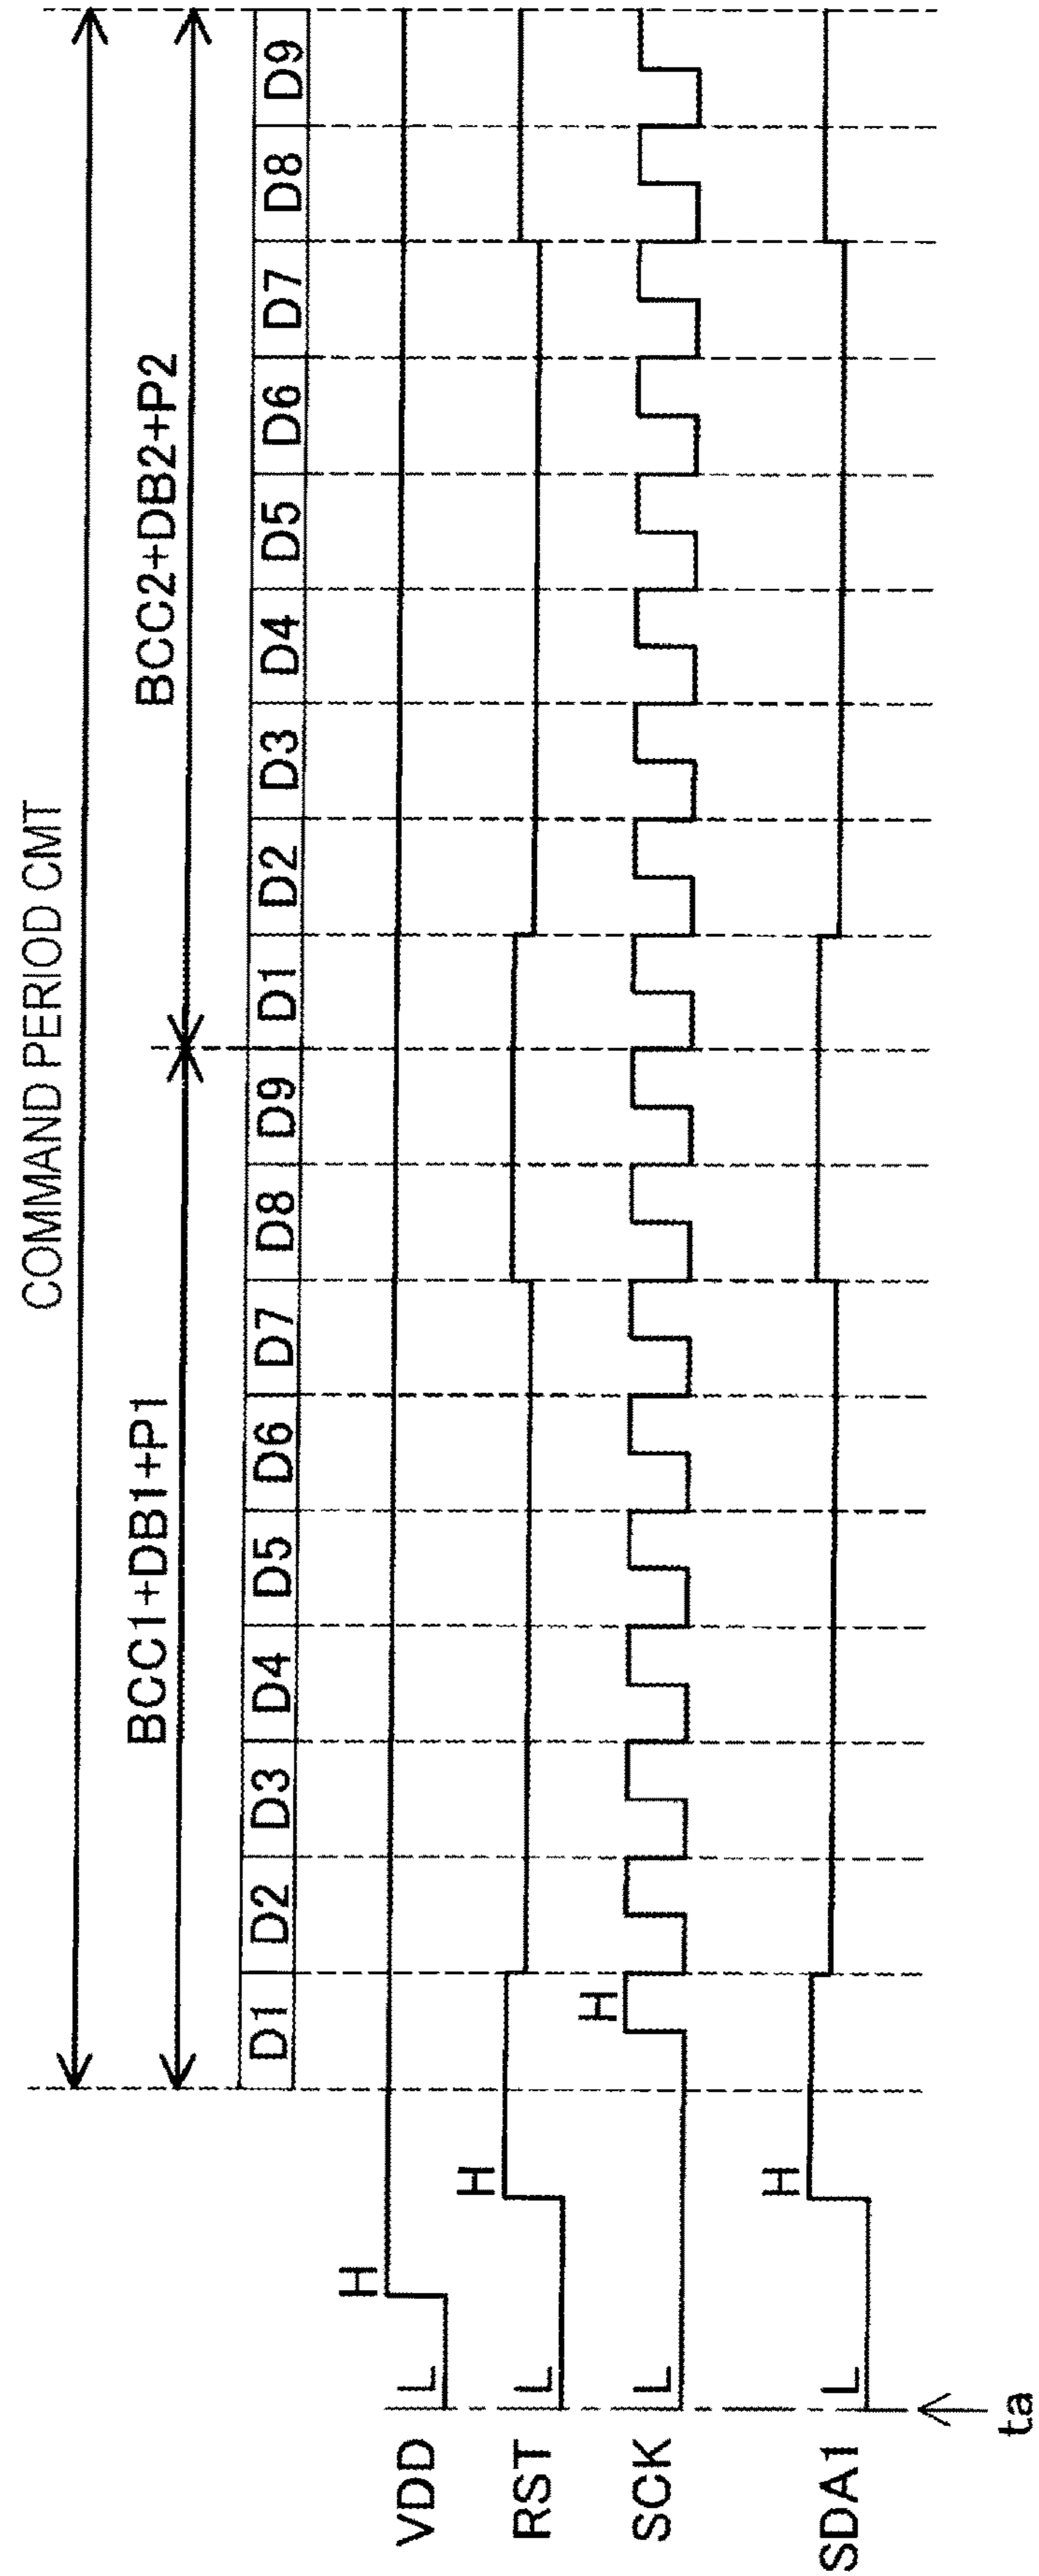 COMMAND PERIOD CMT
BCC1+DB1+P1 BCC2+DB2+P2
D1 D2 D3 D4 D5 D6 D7 D8 D9 D1 D2 D3 D4 D5 D6 D7 D8 D9
VDD L H
RST L H
SCK L H
SDA1 L H
ta